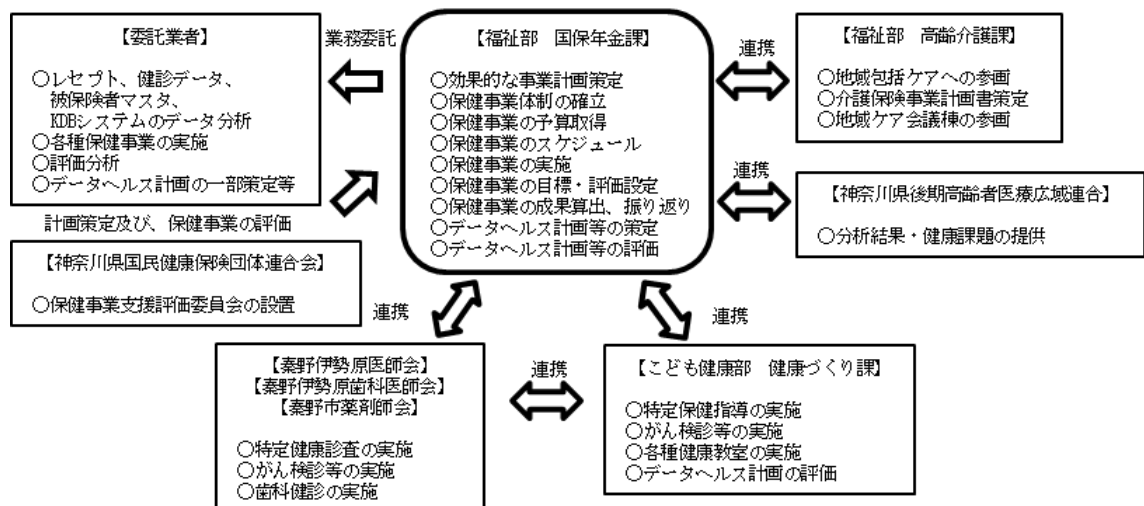 【委託業者】
○レセプト、健診データ、
被保険者マスタ、
KDBシステムのデータ分析
○各種保健事業の実施
○評価分析
○データヘルス計画の一部策定等
業務委託
計画策定及び、保健事業の評価
【福祉部 国保年金課】
○効果的な事業計画策定
○保健事業体制の確立
○保健事業の予算取得
○保健事業のスケジュール
○保健事業の実施
○保健事業の目標・評価設定
○保健事業の成果算出、振り返り
○データヘルス計画等の策定
○データヘルス計画等の評価
連携
【福祉部 高齢介護課】
○地域包括ケアへの参画
○介護保険事業計画書策定
○地域ケア会議棟の参画
連携
【神奈川県後期高齢者医療広域連合】
○分析結果・健康課題の提供
【神奈川県国民健康保険団体連合会】
○保健事業支援評価委員会の設置
連携
連携
【秦野伊勢原医師会】
【秦野伊勢原歯科医師会】
【秦野市薬剤師会】
○特定健康診査の実施
○がん検診等の実施
○歯科健診の実施
連携
【こども健康部 健康づくり課】
○特定保健指導の実施
○がん検診等の実施
○各種健康教室の実施
○データヘルス計画の評価